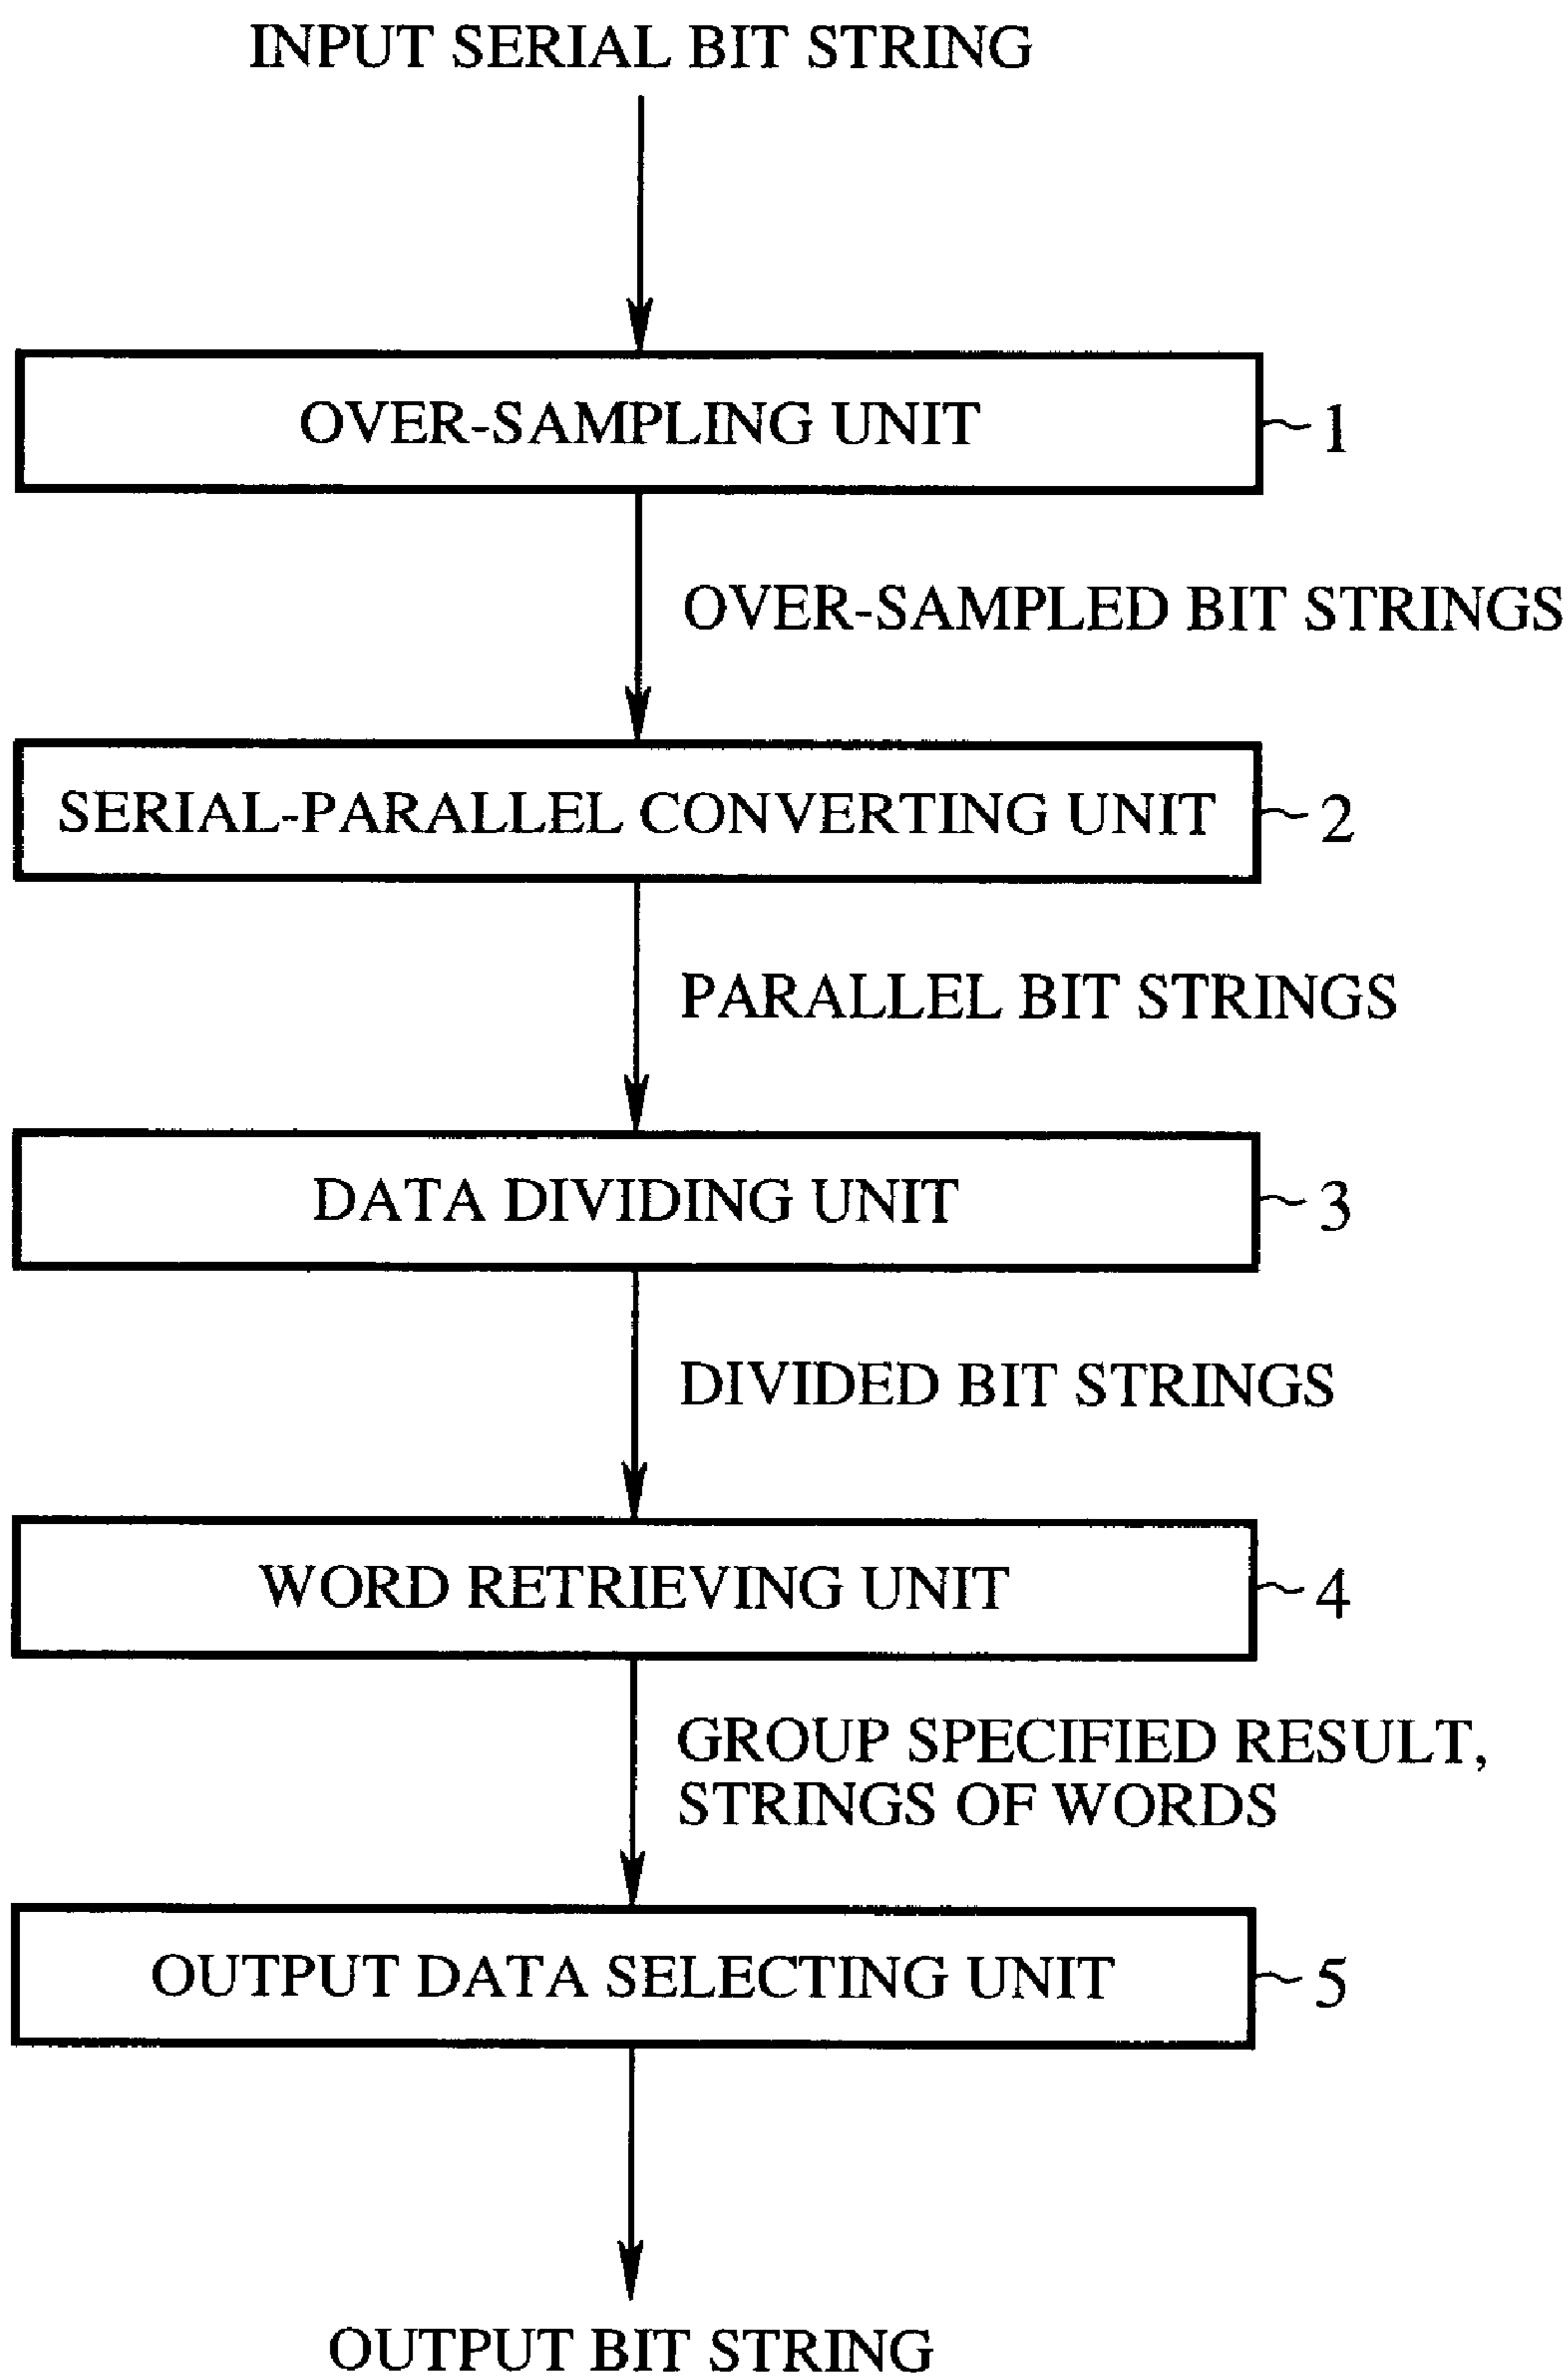 INPUT SERIAL BIT STRING
OVER-SAMPLING UNIT
1
OVER-SAMPLED BIT STRINGS
SERIAL-PARALLEL CONVERTING UNIT
2
PARALLEL BIT STRINGS
DATA DIVIDING UNIT
3
DIVIDED BIT STRINGS
WORD RETRIEVING UNIT
4
GROUP SPECIFIED RESULT,
STRINGS OF WORDS
OUTPUT DATA SELECTING UNIT
5
OUTPUT BIT STRING